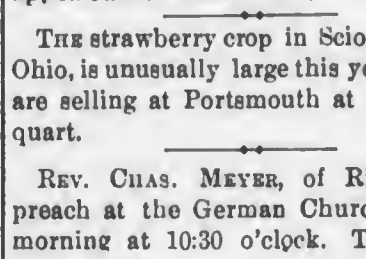 THE strawberry crop in Scio
Ohio, is unusually large this ye
are selling at Portsmouth at
quart.
REV. CHAS. MEYER, of R
preach at the German Churc
morning at 10:30 o'clock. T